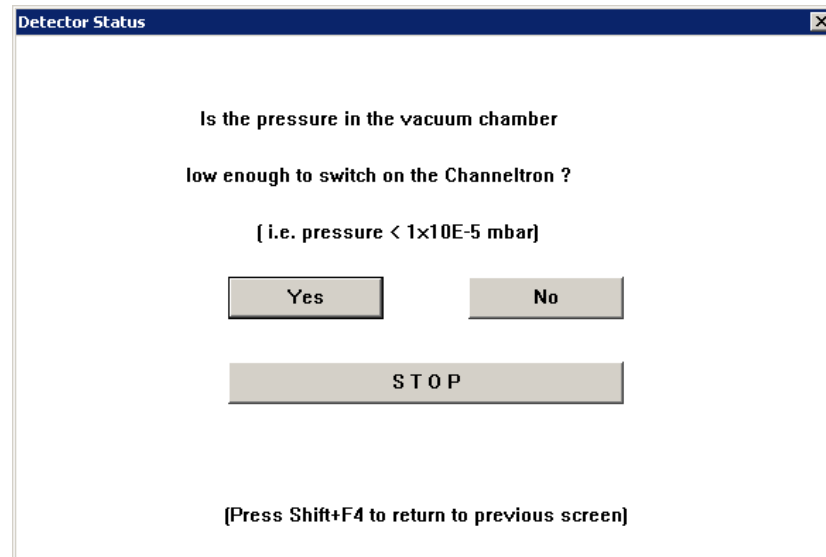 Detector Status
Is the pressure in the vacuum chamber
low enough to switch on the Channeltron ?
( i.e. pressure < 1x10E-5 mbar)
Yes No
S T O P
(Press Shift+F4 to return to previous screen)